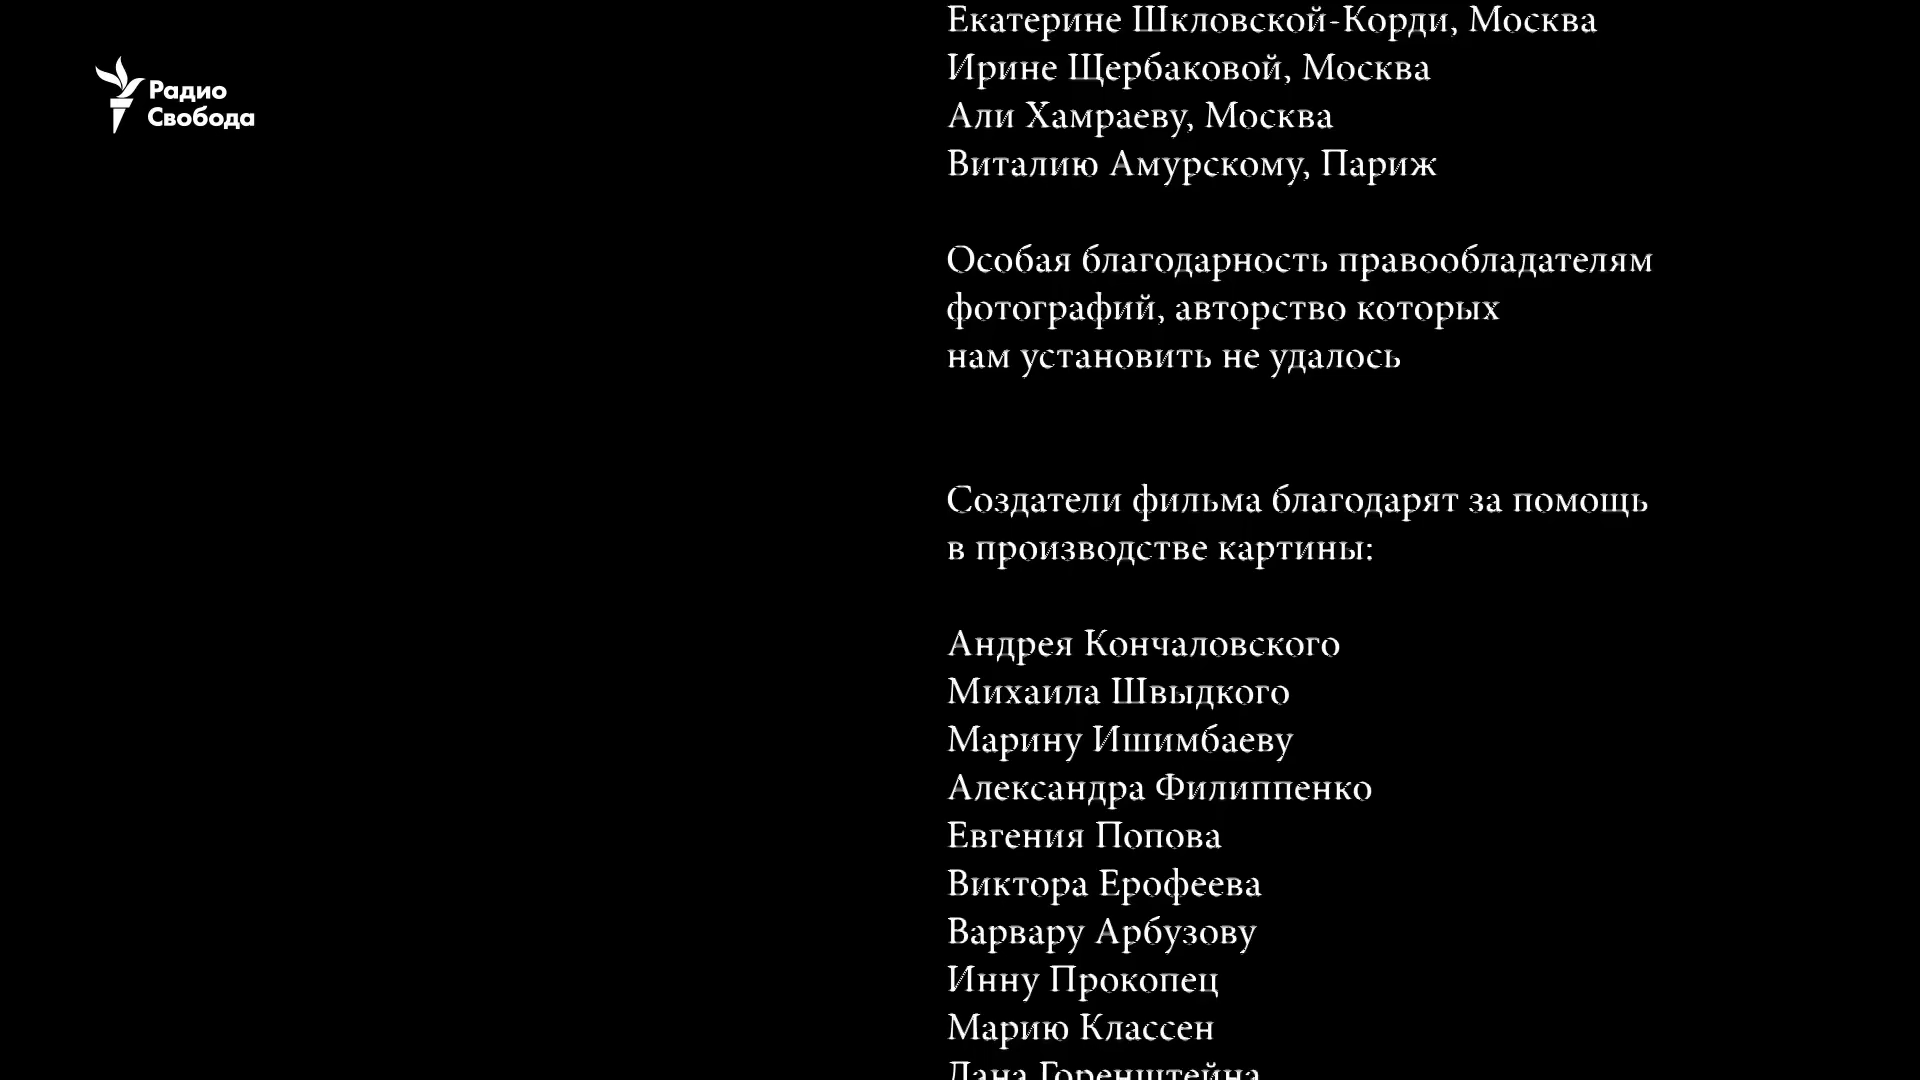 Радио
Свобода
Екатерине Шкловской-Корди, Москва
Ирине Щербаковой, Москва
Али Хамраеву, Москва
Виталию Амурскому, Париж
Особая благодарность правообладателям
фотографий, авторство которых
нам установить не удалось
Создатели фильма благодарят за помощь
в производстве картины:
Андрея Кончаловского
Михаила Швыдкого
Марину Ишимбаеву
Александра Филиппенко
Евгения Попова
Виктора Ерофеева
Варвару Арбузову
Инну Прокопец
Марию Классен
Дана Горенштейна